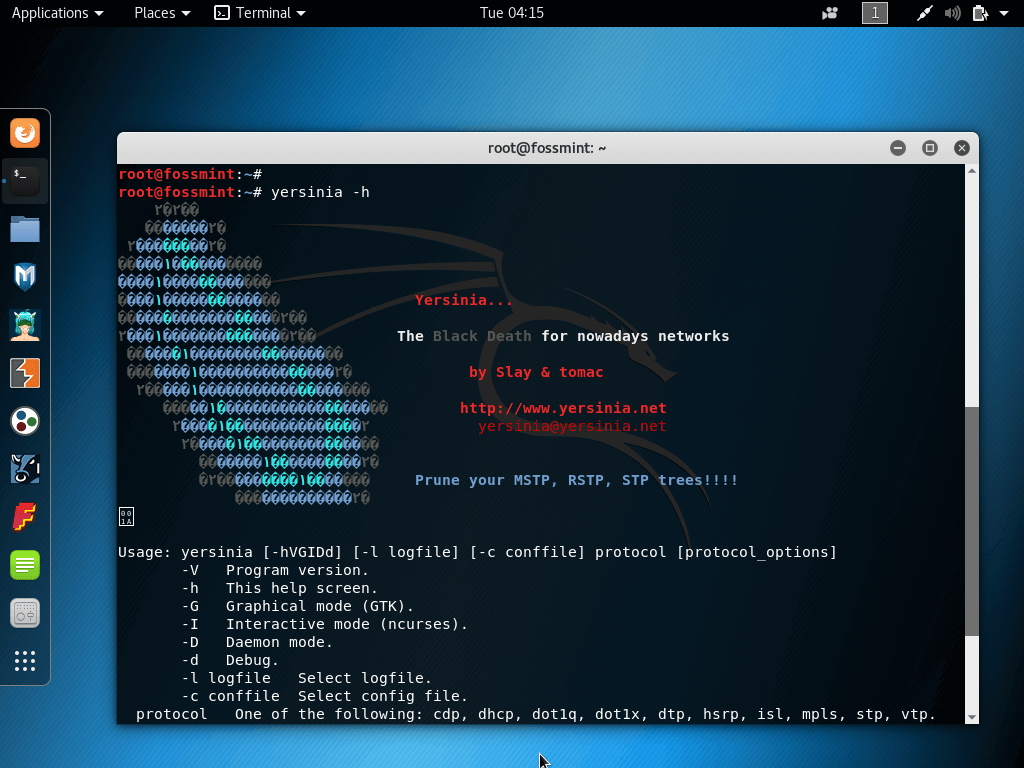 Applications Places Terminal Tue 04:15 1
root@fossmint: ~
root@fossmint:~#
root@fossmint:~# yersinia -h
Yersinia...
The Black Death for nowadays networks
by Slay & tomac
http://www.yersinia.net
yersinia@yersinia.net
Prune your MSTP, RSTP, STP trees!!!!
Usage: yersinia [-hVGIDd] [-l logfile] [-c conffile] protocol [protocol_options]
-V Program version.
-h This help screen.
-G Graphical mode (GTK).
-I Interactive mode (ncurses).
-D Daemon mode.
-d Debug.
-l logfile Select logfile.
-c conffile Select config file.
protocol One of the following: cdp, dhcp, dot1q, dot1x, dtp, hsrp, isl, mpls, stp, vtp.